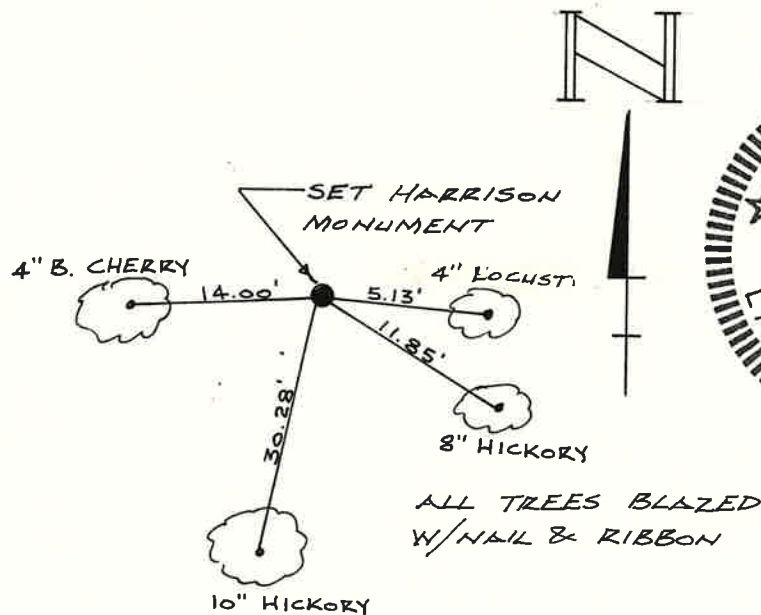 N
SET HARRISON
MONUMENT
4" B. CHERRY
14.00'
5.13'
4" LOCUST
11.85'
30.28'
8" HICKORY
ALL TREES BLAZED
W/NAIL & RIBBON
10" HICKORY